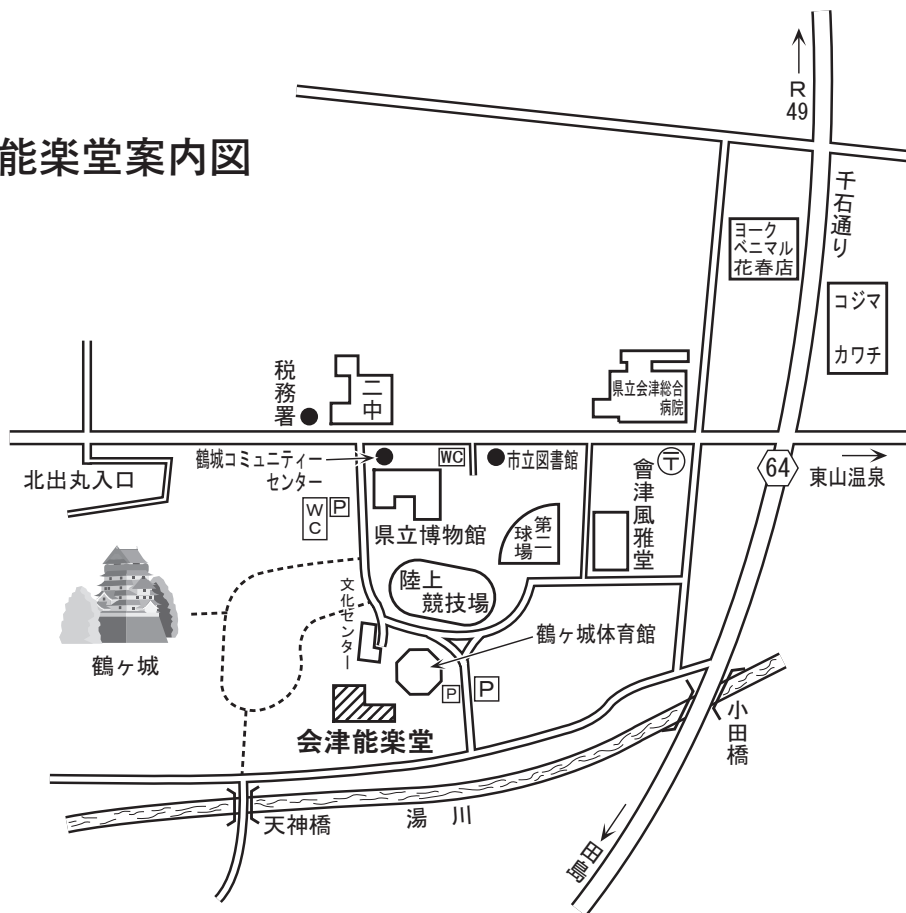 能楽堂案内図
R
49
千石通り
ヨーク
ベニマル
花春店
コジマ
カワチ
税務署
二中
県立会津総合
病院
北出丸入口
鶴城コミュニティー
センター
WC
市立図書館
〒
會津風雅堂
64
東山温泉
WC
P
県立博物館
第二
球場
陸上
競技場
文化センター
鶴ヶ城体育館
鶴ヶ城
P
P
会津能楽堂
小田橋
天神橋
湯川
田島